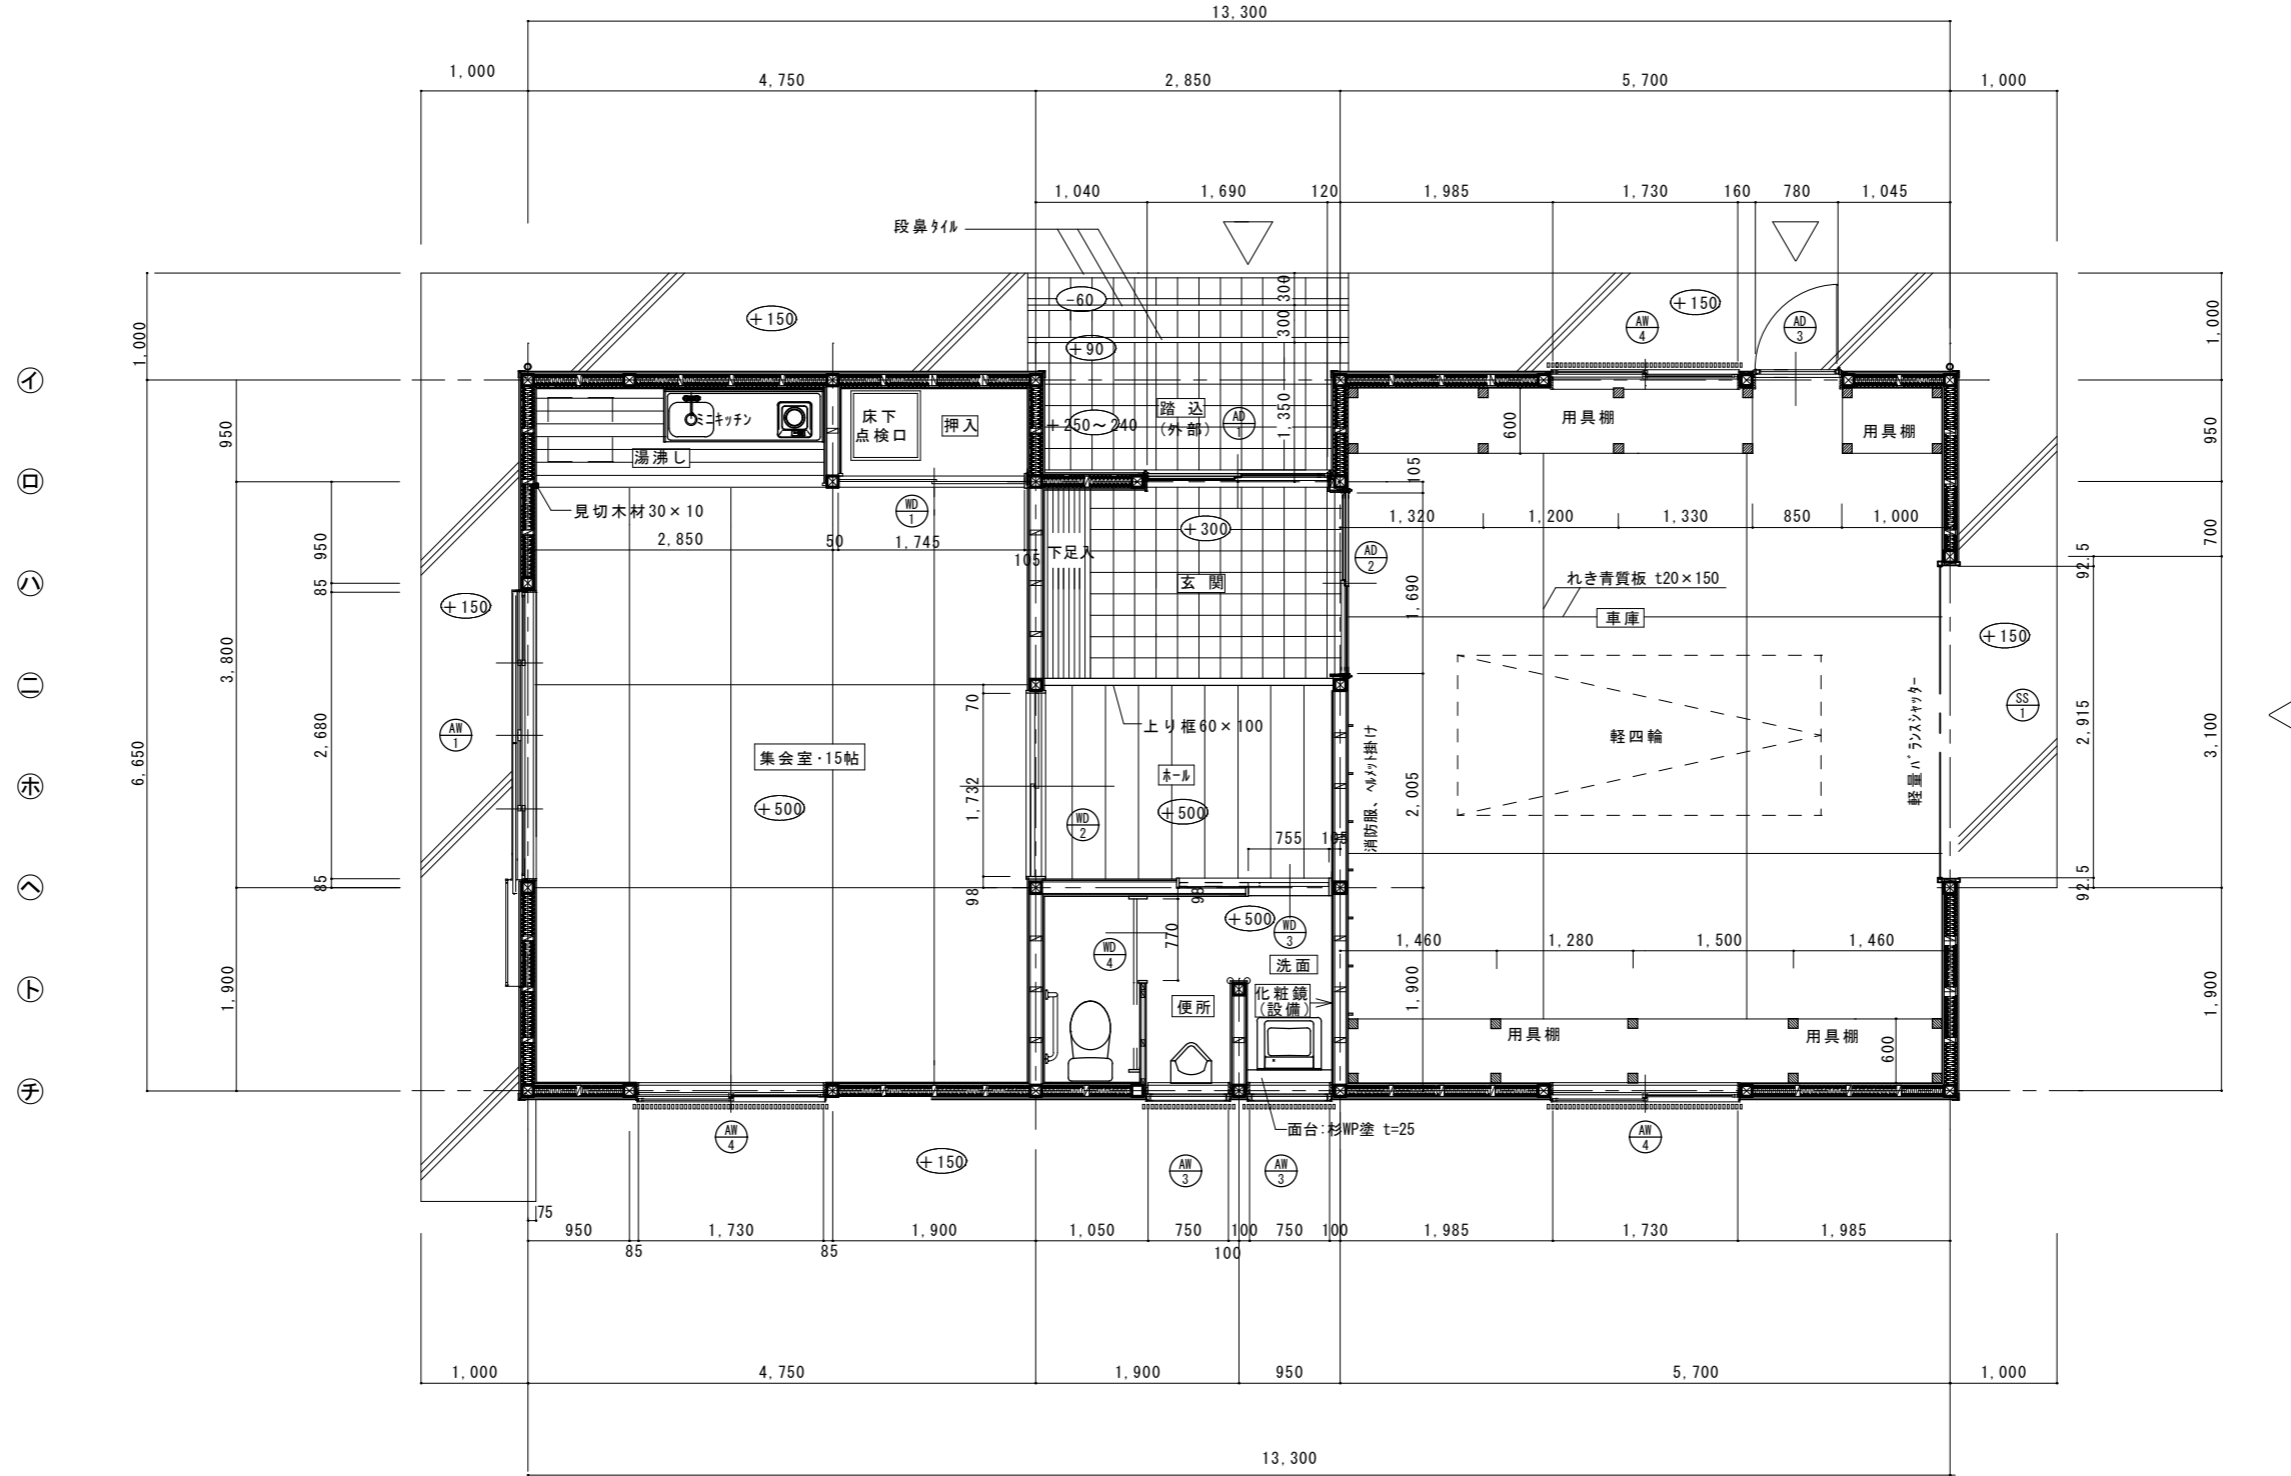 13,300
1,000
4,750
2,850
5,700
1,000
1,040
1,690
120
1,985
1,730
160
780
1,045
段鼻タイル
-60
300
+150
+150
AW
4
AD
3
1,000
1,000
300
+90
イ
ミニキッチン
床下
点検口
押入
踏込
(外部)
AD
1
1,350
+250~240
600
用具棚
用具棚
950
950
湯沸し
ロ
105
見切木材30×10
WD
1
+300
1,320
1,200
1,330
850
1,000
700
2,850
50
1,745
105
下足入
AD
2
92.5
950
85
ハ
玄関
1,690
れき青質板 t20×150
車庫
+150
+150
3,800
ニ
70
上り框60×100
SS
1
AW
1
2,680
6,650
集会室・15帖
ホール
消防服、ヘルメット掛け
軽四輪
軽量バランスシャッター
2,915
3,100
ホ
+500
1,732
+500
2,005
WD
2
755
105
ヘ
85
98
98
92.5
+500
WD
3
770
WD
4
1,460
1,280
1,500
1,460
洗面
ト
1,900
便所
化粧鏡
(設備)
1,900
1,900
用具棚
用具棚
600
チ
面台:杉WP塗 t=25
AW
4
AW
4
+150
AW
3
AW
3
75
950
85
1,730
85
1,900
1,050
750
100
100
750
100
1,985
1,730
1,985
1,000
4,750
1,900
950
5,700
1,000
13,300